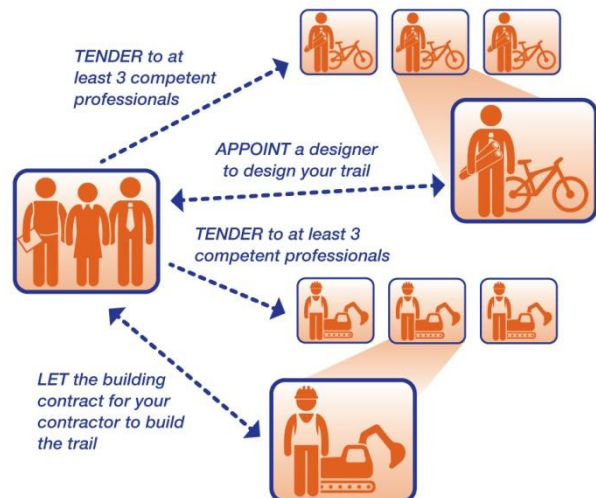 TENDER to at
least 3 competent
professionals
APPOINT a designer
to design your trail
TENDER to at least 3
competent professionals
LET the building
contract for your
contractor to build
the trail